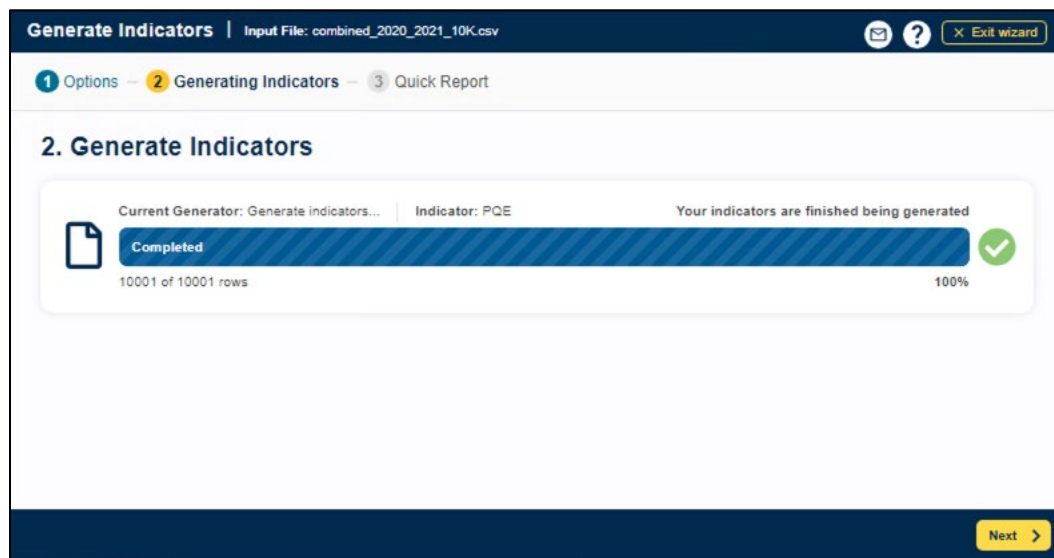 Generate Indicators | Input File: combined_2020_2021_10K.csv ? × Exit wizard
1 Options – 2 Generating Indicators – 3 Quick Report
2. Generate Indicators
Current Generator: Generate indicators... Indicator: PQE Your indicators are finished being generated
Completed
10001 of 10001 rows 100%
Next >